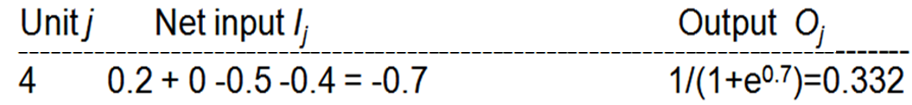 Unit j Net input Ij Output Oj
4 0.2 + 0 -0.5 -0.4 = -0.7 1/(1+e0.7)=0.332